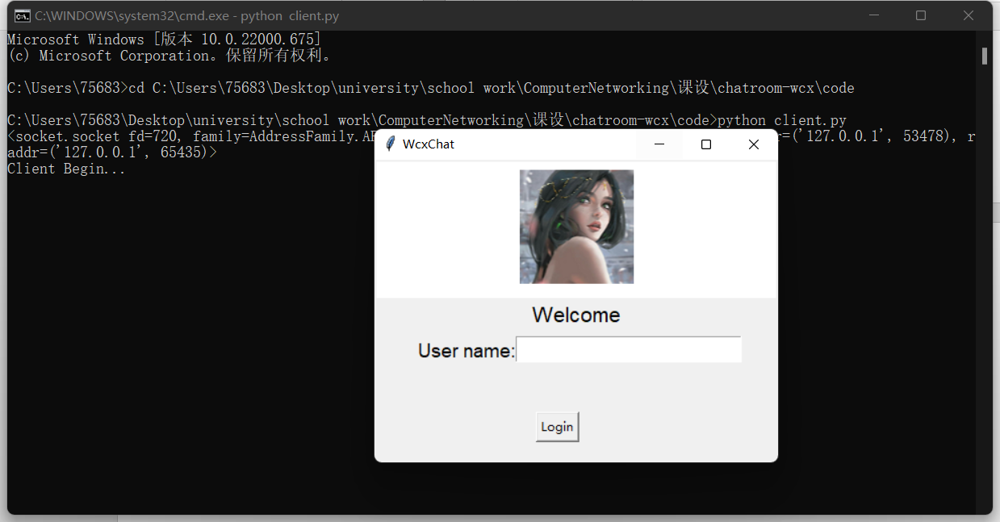 C:\WINDOWS\system32\cmd.exe - python  client.py
Microsoft Windows [版本 10.0.22000.675]
(c) Microsoft Corporation。保留所有权利。
C:\Users\75683>cd C:\Users\75683\Desktop\university\school work\ComputerNetworking\课设\chatroom-wcx\code
C:\Users\75683\Desktop\university\school work\ComputerNetworking\课设\chatroom-wcx\code>python client.py
<socket.socket fd=720, family=AddressFamily.AF =('127.0.0.1', 53478), r
addr=('127.0.0.1', 65435)>
Client Begin...
WcxChat
Welcome
User name:
Login